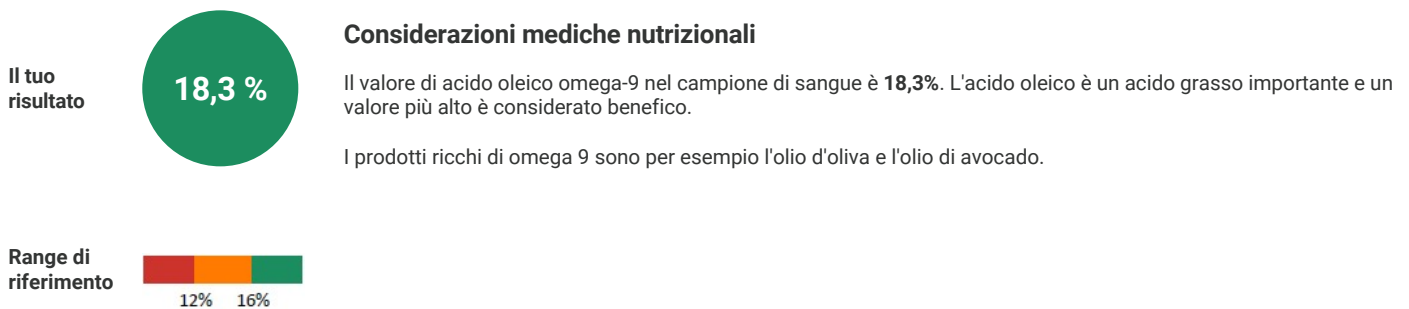 Considerazioni mediche nutrizionali
Il tuo
risultato
18,3 %
Il valore di acido oleico omega-9 nel campione di sangue è 18,3%. L'acido oleico è un acido grasso importante e un
valore più alto è considerato benefico.
I prodotti ricchi di omega 9 sono per esempio l'olio d'oliva e l'olio di avocado.
Range di
riferimento
12% 16%